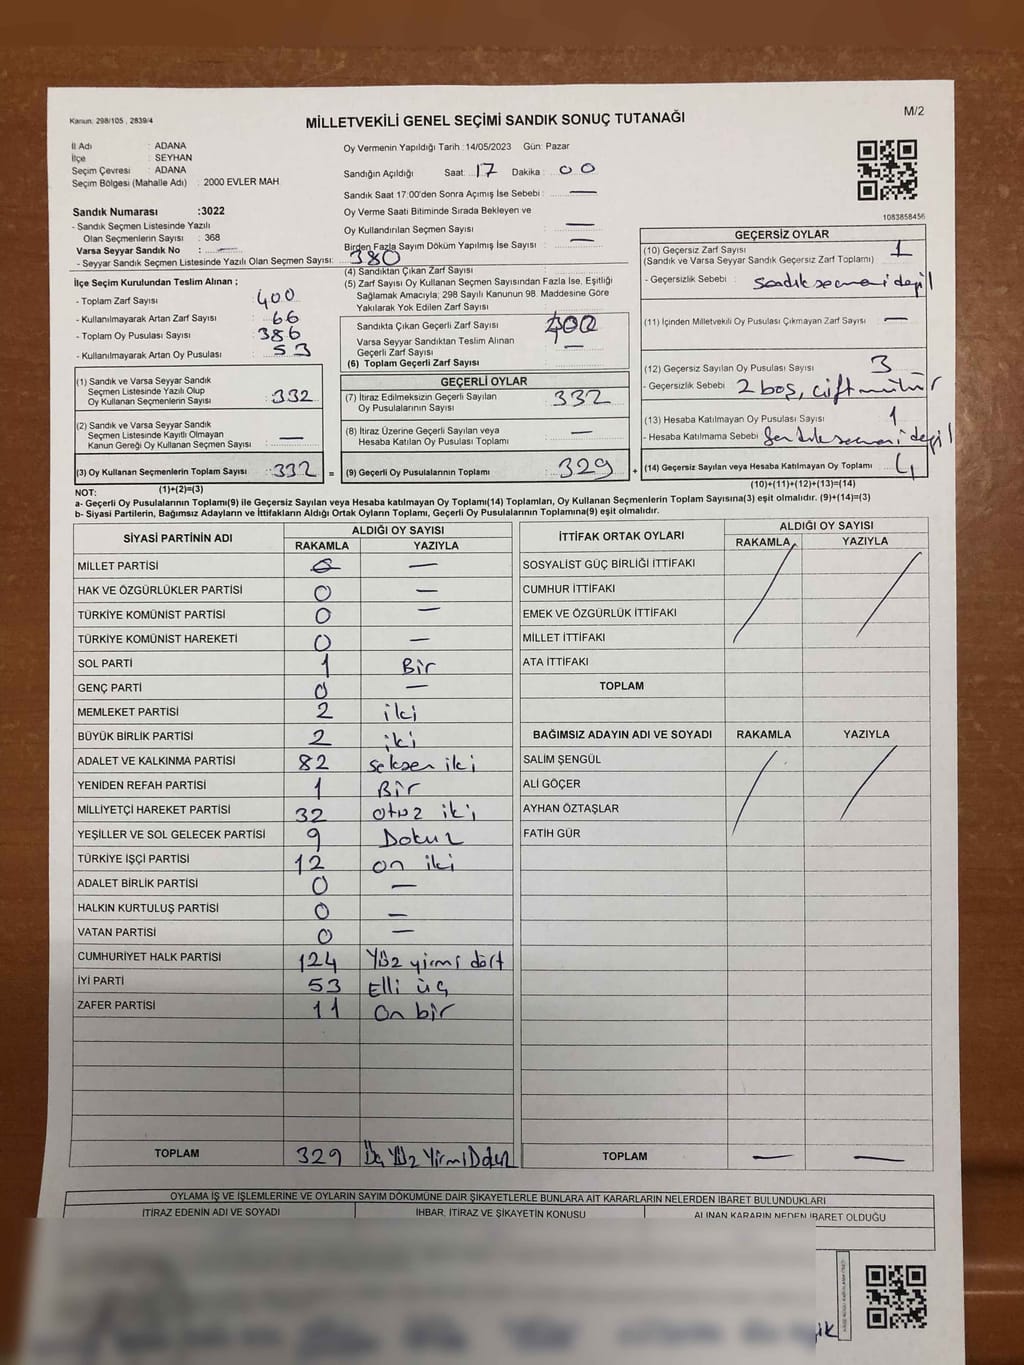 Kanun: 298/105 , 2839/4
MİLLETVEKİLİ GENEL SEÇİMİ SANDIK SONUÇ TUTANAĞI
M/2
İl Adı : ADANA
İlçe : SEYHAN
Seçim Çevresi : ADANA
Seçim Bölgesi (Mahalle Adı) : 2000 EVLER MAH.
Sandık Numarası :3022
- Sandık Seçmen Listesinde Yazılı
Olan Seçmenlerin Sayısı : 368
Varsa Seyyar Sandık No : —
- Seyyar Sandık Seçmen Listesinde Yazılı Olan Seçmen Sayısı:
Oy Vermenin Yapıldığı Tarih :14/05/2023 Gün: Pazar
Sandığın Açıldığı Saat: 17 Dakika : 00
Sandık Saat 17:00'den Sonra Açımış İse Sebebi : —
Oy Verme Saati Bitiminde Sırada Bekleyen ve
Oy Kullandırılan Seçmen Sayısı : —
Birden Fazla Sayım Döküm Yapılmış İse Sayısı : —
380
(4) Sandıktan Çıkan Zarf Sayısı :
(5) Zarf Sayısı Oy Kullanan Seçmen Sayısından Fazla İse, Eşitliği
Sağlamak Amacıyla; 298 Sayılı Kanunun 98. Maddesine Göre
Yakılarak Yok Edilen Zarf Sayısı :
1083858456
İlçe Seçim Kurulundan Teslim Alınan ;
- Toplam Zarf Sayısı : 400
- Kullanılmayarak Artan Zarf Sayısı : 66
- Toplam Oy Pusulası Sayısı : 386
- Kullanılmayarak Artan Oy Pusulası : 53
Sandıkta Çıkan Geçerli Zarf Sayısı
Varsa Seyyar Sandıktan Teslim Alınan
Geçerli Zarf Sayısı —
(6) Toplam Geçerli Zarf Sayısı
GEÇERSİZ OYLAR
(10) Geçersiz Zarf Sayısı 1
(Sandık ve Varsa Seyyar Sandık Geçersiz Zarf Toplamı)
- Geçersizlik Sebebi : Sandık seçmeni değil
(11) İçinden Milletvekili Oy Pusulası Çıkmayan Zarf Sayısı : —
(12) Geçersiz Sayılan Oy Pusulası Sayısı : 3
- Geçersizlik Sebebi : 2 boş, çift mühür
(13) Hesaba Katılmayan Oy Pusulası Sayısı : 1
- Hesaba Katılmama Sebebi : Sandık seçmeni değil
(14) Geçersiz Sayılan veya Hesaba Katılmayan Oy Toplamı 4
(10)+(11)+(12)+(13)=(14)
(1) Sandık ve Varsa Seyyar Sandık
Seçmen Listesinde Yazılı Olup
Oy Kullanan Seçmenlerin Sayısı : 332
(2) Sandık ve Varsa Seyyar Sandık
Seçmen Listesinde Kayıtlı Olmayan
Kanun Gereği Oy Kullanan Seçmen Sayısı : —
(3) Oy Kullanan Seçmenlerin Toplam Sayısı : 332 =
(1)+(2)=(3)
GEÇERLİ OYLAR
(7) İtiraz Edilmeksizin Geçerli Sayılan
Oy Pusulalarının Sayısı : 332
(8) İtiraz Üzerine Geçerli Sayılan veya
Hesaba Katılan Oy Pusulası Toplamı : —
(9) Geçerli Oy Pusulalarının Toplamı : 329 +
NOT:
a- Geçerli Oy Pusulalarının Toplamı(9) ile Geçersiz Sayılan veya Hesaba katılmayan Oy Toplamı(14) Toplamları, Oy Kullanan Seçmenlerin Toplam Sayısına(3) eşit olmalıdır. (9)+(14)=(3)
b- Siyasi Partilerin, Bağımsız Adayların ve İttifakların Aldığı Ortak Oyların Toplamı, Geçerli Oy Pusulalarının Toplamına(9) eşit olmalıdır.
SİYASİ PARTİNİN ADI ALDIĞI OY SAYISI
RAKAMLA YAZIYLA
MİLLET PARTİSİ 0 —
HAK VE ÖZGÜRLÜKLER PARTİSİ 0 —
TÜRKİYE KOMÜNİST PARTİSİ 0 —
TÜRKİYE KOMÜNİST HAREKETİ 0 —
SOL PARTİ 1 Bir
GENÇ PARTİ 0 —
MEMLEKET PARTİSİ 2 iki
BÜYÜK BİRLİK PARTİSİ 2 iki
ADALET VE KALKINMA PARTİSİ 82 seksen iki
YENİDEN REFAH PARTİSİ 1 Bir
MİLLİYETÇİ HAREKET PARTİSİ 32 otuz iki
YEŞİLLER VE SOL GELECEK PARTİSİ 9 Dokuz
TÜRKİYE İŞÇİ PARTİSİ 12 on iki
ADALET BİRLİK PARTİSİ 0 —
HALKIN KURTULUŞ PARTİSİ 0 —
VATAN PARTİSİ 0 —
CUMHURİYET HALK PARTİSİ 124 Yüz yirmi dört
İYİ PARTİ 53 Elli üç
ZAFER PARTİSİ 11 On bir
TOPLAM 329 Üç Yüz Yirmi Dokuz
İTTİFAK ORTAK OYLARI ALDIĞI OY SAYISI
RAKAMLA YAZIYLA
SOSYALİST GÜÇ BİRLİĞİ İTTİFAKI
CUMHUR İTTİFAKI
EMEK VE ÖZGÜRLÜK İTTİFAKI
MİLLET İTTİFAKI
ATA İTTİFAKI
TOPLAM
BAĞIMSIZ ADAYIN ADI VE SOYADI RAKAMLA YAZIYLA
SALİM ŞENGÜL
ALİ GÖÇER
AYHAN ÖZTAŞLAR
FATİH GÜR
TOPLAM — —
OYLAMA İŞ VE İŞLEMLERİNE VE OYLARIN SAYIM DÖKÜMÜNE DAİR ŞİKAYETLERLE BUNLARA AİT KARARLARIN NELERDEN İBARET BULUNDUKLARI
İTİRAZ EDENİN ADI VE SOYADI İHBAR, İTİRAZ VE ŞİKAYETİN KONUSU ALINAN KARARIN NEDEN İBARET OLDUĞU